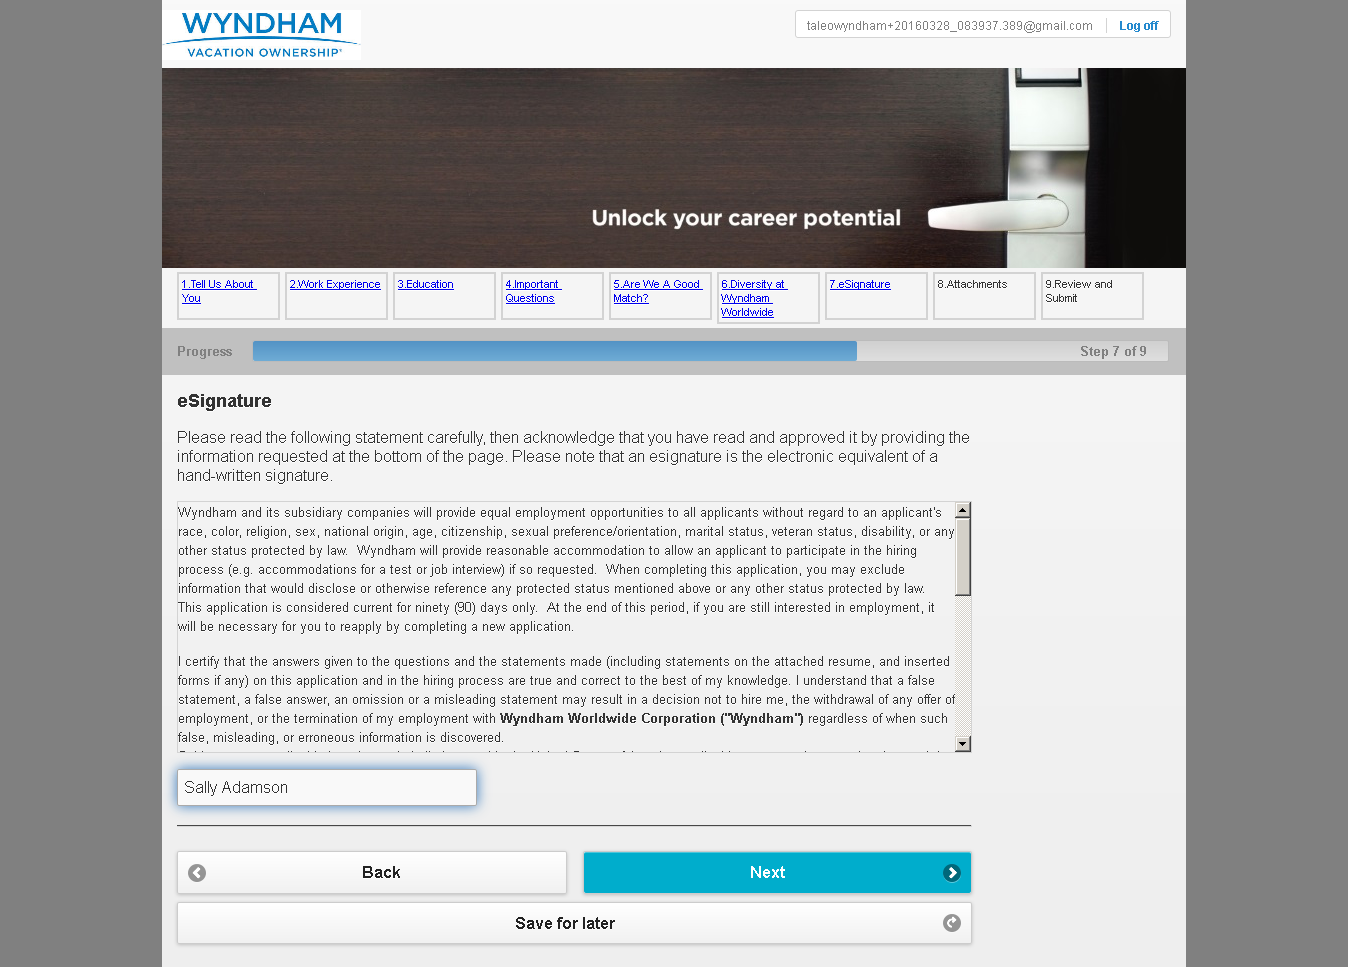 WYNDHAM
VACATION OWNERSHIP
taleowyndham+20160328_083937.389@gmail.com
Log off
Unlock your career potential
1.Tell Us About
You
2.Work Experience
3.Education
4.Important
Questions
5.Are We A Good
Match?
6.Diversity at
Wyndham
Worldwide
7.eSignature
8.Attachments
9.Review and
Submit
Progress
Step 7 of 9
eSignature
Please read the following statement carefully, then acknowledge that you have read and approved it by providing the
information requested at the bottom of the page. Please note that an esignature is the electronic equivalent of a
hand-written signature.
Wyndham and its subsidiary companies will provide equal employment opportunities to all applicants without regard to an applicant's
race, color, religion, sex, national origin, age, citizenship, sexual preference/orientation, marital status, veteran status, disability, or any
other status protected by law.  Wyndham will provide reasonable accommodation to allow an applicant to participate in the hiring
process (e.g. accommodations for a test or job interview) if so requested.  When completing this application, you may exclude
information that would disclose or otherwise reference any protected status mentioned above or any other status protected by law.
This application is considered current for ninety (90) days only.  At the end of this period, if you are still interested in employment, it
will be necessary for you to reapply by completing a new application.
I certify that the answers given to the questions and the statements made (including statements on the attached resume, and inserted
forms if any) on this application and in the hiring process are true and correct to the best of my knowledge. I understand that a false
statement, a false answer, an omission or a misleading statement may result in a decision not to hire me, the withdrawal of any offer of
employment, or the termination of my employment with Wyndham Worldwide Corporation ("Wyndham") regardless of when such
false, misleading, or erroneous information is discovered.
Sally Adamson
Back
Next
Save for later